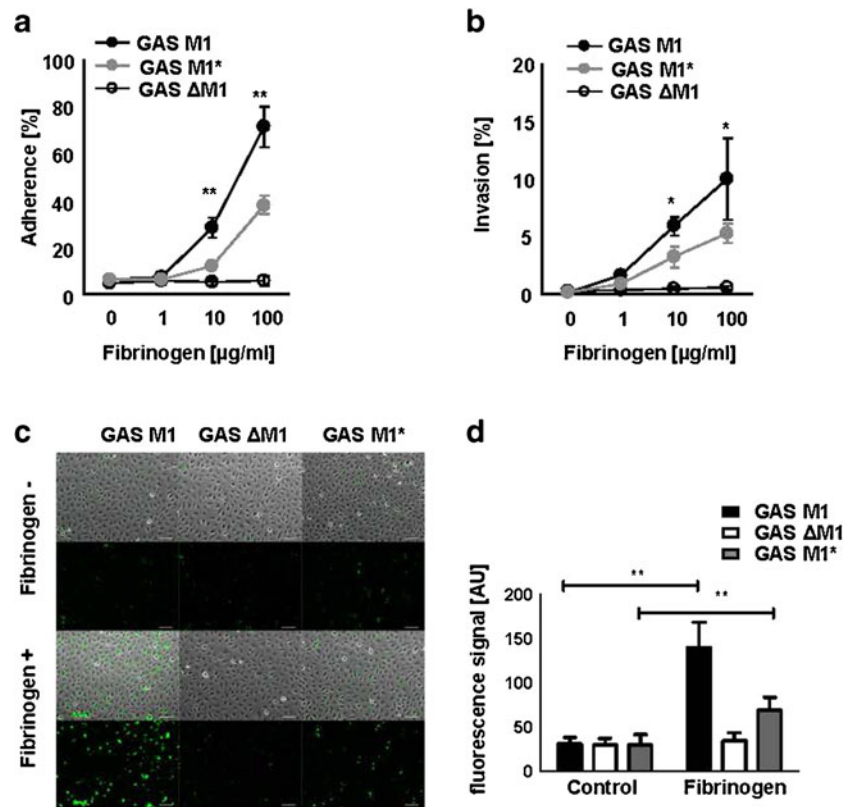 a
GAS M1
GAS M1*
GAS ΔM1
100
80
60
40
20
0
Adherence [%]
**
**
0 1 10 100
Fibrinogen [µg/ml]
b
GAS M1
GAS M1*
GAS ΔM1
20
15
10
5
0
Invasion [%]
*
*
0 1 10 100
Fibrinogen [µg/ml]
c
GAS M1 GAS ΔM1 GAS M1*
Fibrinogen -
Fibrinogen +
d
GAS M1
GAS ΔM1
GAS M1*
fluorescence signal [AU]
200
150
100
50
0
**
**
Control Fibrinogen